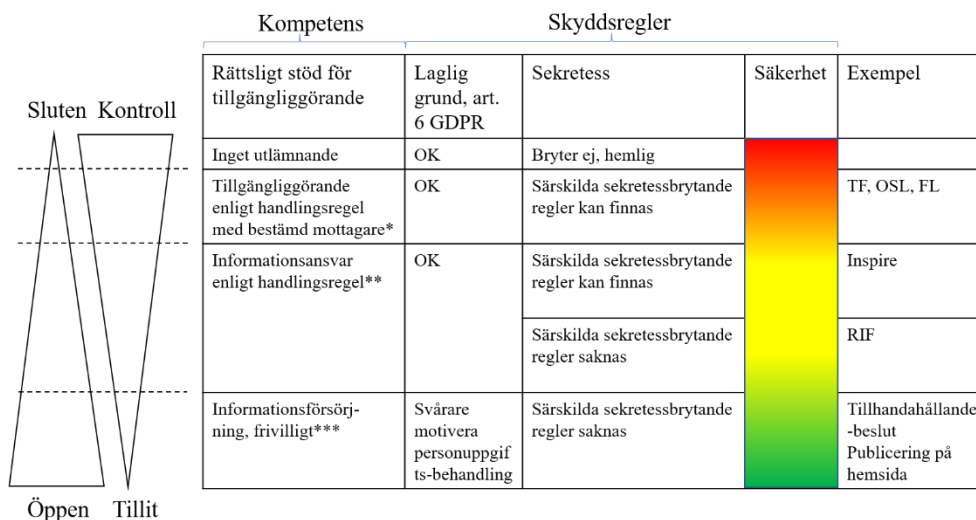 Kompetens
Skyddsregler
Rättsligt stöd för
tillgängliggörande
Laglig
grund, art.
6 GDPR
Sekretess
Säkerhet
Exempel
Sluten Kontroll
Inget utlämnande
OK
Bryter ej, hemlig
Tillgängliggörande
enligt handlingsregel
med bestämd mottagare*
OK
Särskilda sekretessbrytande
regler kan finnas
TF, OSL, FL
Informationsansvar
enligt handlingsregel**
OK
Särskilda sekretessbrytande
regler kan finnas
Inspire
Särskilda sekretessbrytande
regler saknas
RIF
Informationsförsörj-
ning, frivilligt***
Svårare
motivera
personuppgif
ts-behandling
Särskilda sekretessbrytande
regler saknas
Tillhandahållande
-beslut
Publicering på
hemsida
Öppen Tillit